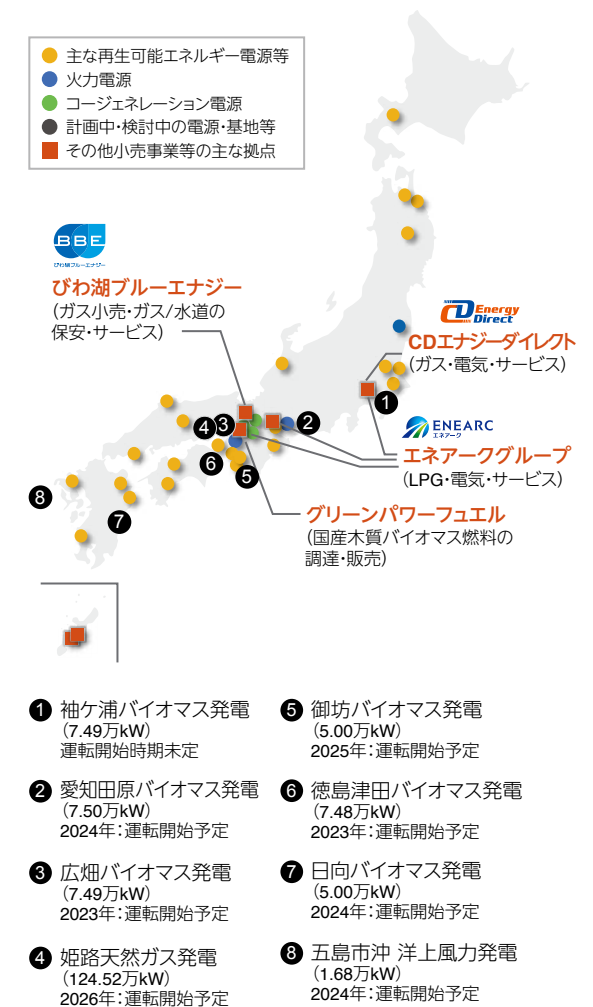 主な再生可能エネルギー電源等
火力電源
コージェネレーション電源
計画中・検討中の電源・基地等
その他小売事業等の主な拠点
BBE
びわ湖ブルーエナジー
びわ湖ブルーエナジー
(ガス小売・ガス/水道の
保安・サービス)
CD Energy
Direct
CDエナジーダイレクト
(ガス・電気・サービス)
ENEARC
エネアーク
エネアークグループ
(LPG・電気・サービス)
グリーンパワーフュエル
(国産木質バイオマス燃料の
調達・販売)
1
2
4 3
6
5
8
7
1 袖ケ浦バイオマス発電
(7.49万kW)
運転開始時期未定
2 愛知田原バイオマス発電
(7.50万kW)
2024年:運転開始予定
3 広畑バイオマス発電
(7.49万kW)
2023年:運転開始予定
4 姫路天然ガス発電
(124.52万kW)
2026年:運転開始予定
5 御坊バイオマス発電
(5.00万kW)
2025年:運転開始予定
6 徳島津田バイオマス発電
(7.48万kW)
2023年:運転開始予定
7 日向バイオマス発電
(5.00万kW)
2024年:運転開始予定
8 五島市沖 洋上風力発電
(1.68万kW)
2024年:運転開始予定